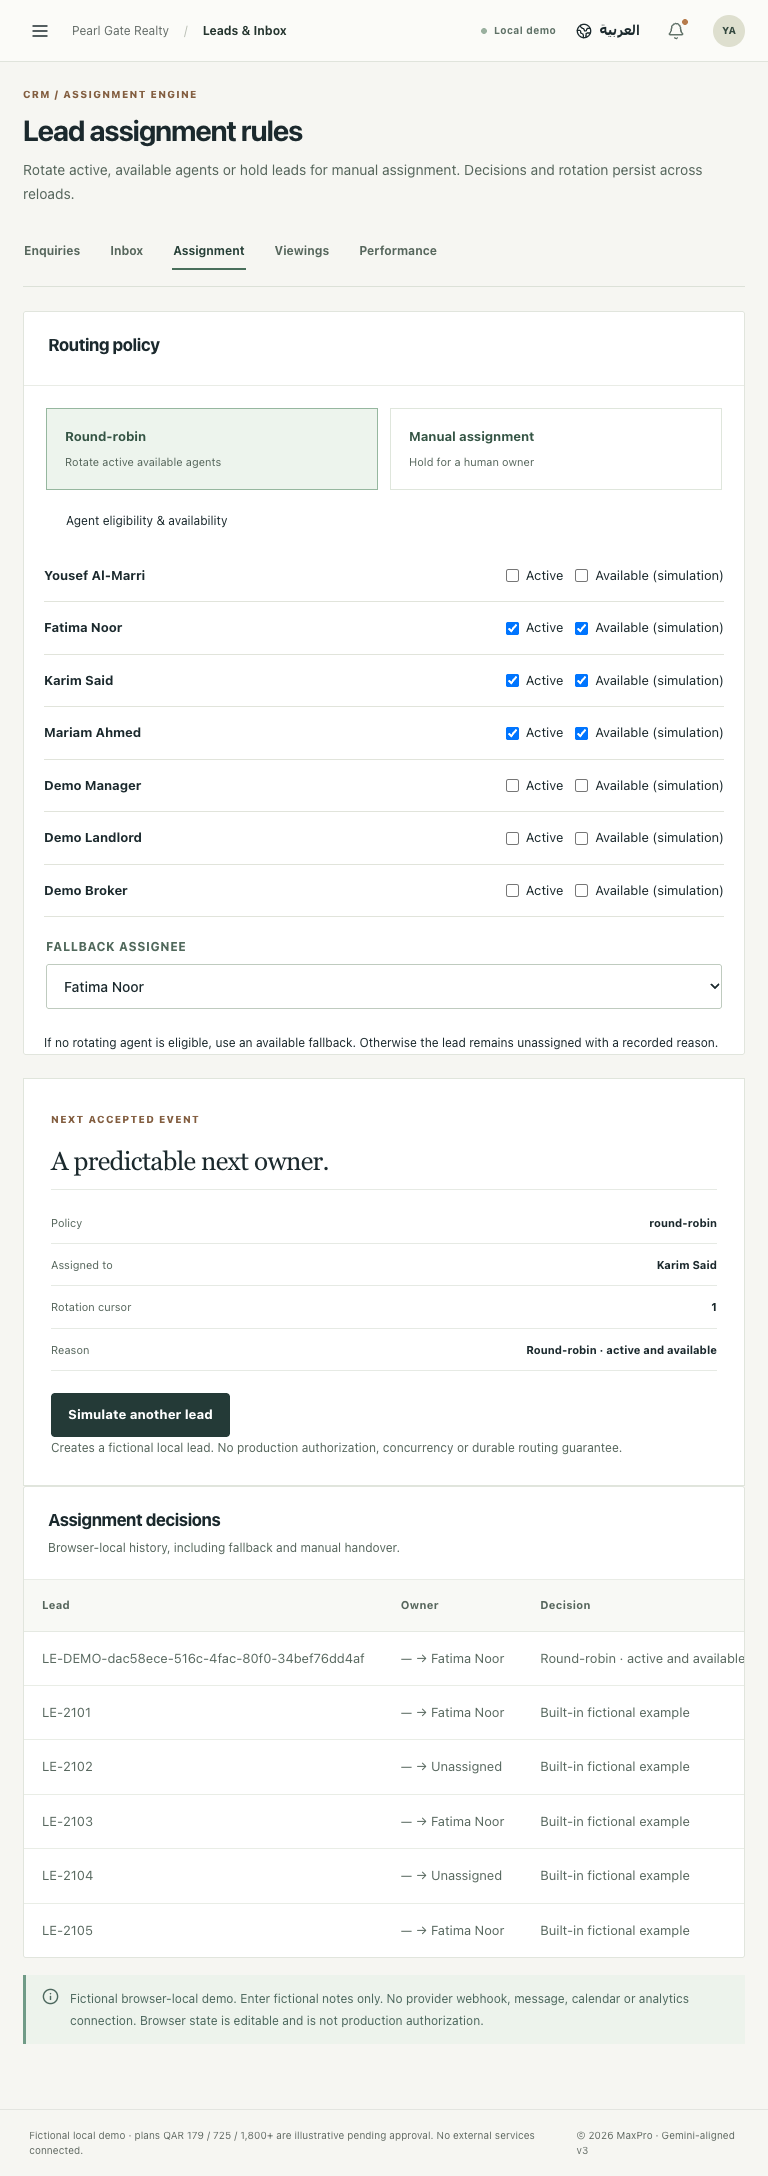 Pearl Gate Realty / Leads & Inbox
Local demo
العربية
YA
CRM / ASSIGNMENT ENGINE
Lead assignment rules
Rotate active, available agents or hold leads for manual assignment. Decisions and rotation persist across
reloads.
Enquiries Inbox Assignment Viewings Performance
Routing policy
Round-robin
Rotate active available agents
Manual assignment
Hold for a human owner
Agent eligibility & availability
Yousef Al-Marri Active Available (simulation)
Fatima Noor Active Available (simulation)
Karim Said Active Available (simulation)
Mariam Ahmed Active Available (simulation)
Demo Manager Active Available (simulation)
Demo Landlord Active Available (simulation)
Demo Broker Active Available (simulation)
FALLBACK ASSIGNEE
Fatima Noor
If no rotating agent is eligible, use an available fallback. Otherwise the lead remains unassigned with a recorded reason.
NEXT ACCEPTED EVENT
A predictable next owner.
Policy round-robin
Assigned to Karim Said
Rotation cursor 1
Reason Round-robin · active and available
Simulate another lead
Creates a fictional local lead. No production authorization, concurrency or durable routing guarantee.
Assignment decisions
Browser-local history, including fallback and manual handover.
Lead Owner Decision
LE-DEMO-dac58ece-516c-4fac-80f0-34bef76dd4af — → Fatima Noor Round-robin · active and available
LE-2101 — → Fatima Noor Built-in fictional example
LE-2102 — → Unassigned Built-in fictional example
LE-2103 — → Fatima Noor Built-in fictional example
LE-2104 — → Unassigned Built-in fictional example
LE-2105 — → Fatima Noor Built-in fictional example
Fictional browser-local demo. Enter fictional notes only. No provider webhook, message, calendar or analytics
connection. Browser state is editable and is not production authorization.
Fictional local demo · plans QAR 179 / 725 / 1,800+ are illustrative pending approval. No external services
connected.
© 2026 MaxPro · Gemini-aligned
v3